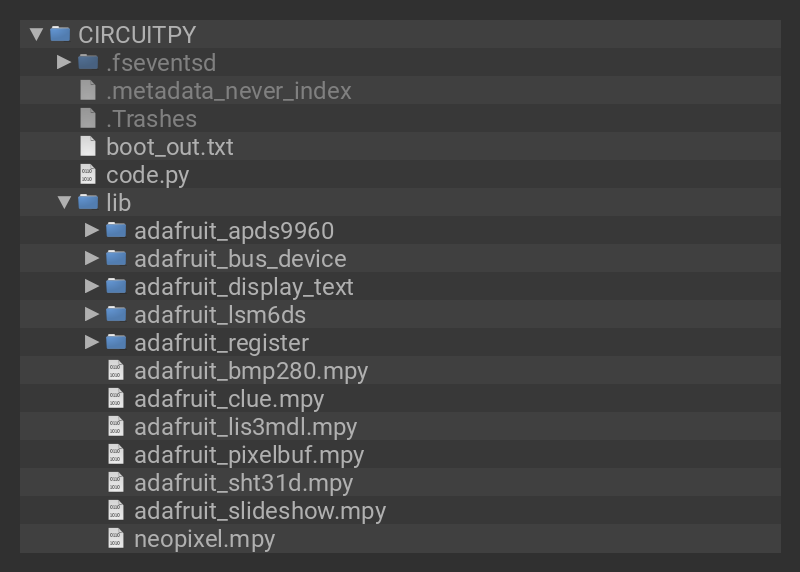 CIRCUITPY
.fseventsd
.metadata_never_index
.Trashes
boot_out.txt
code.py
lib
adafruit_apds9960
adafruit_bus_device
adafruit_display_text
adafruit_lsm6ds
adafruit_register
adafruit_bmp280.mpy
adafruit_clue.mpy
adafruit_lis3mdl.mpy
adafruit_pixelbuf.mpy
adafruit_sht31d.mpy
adafruit_slideshow.mpy
neopixel.mpy